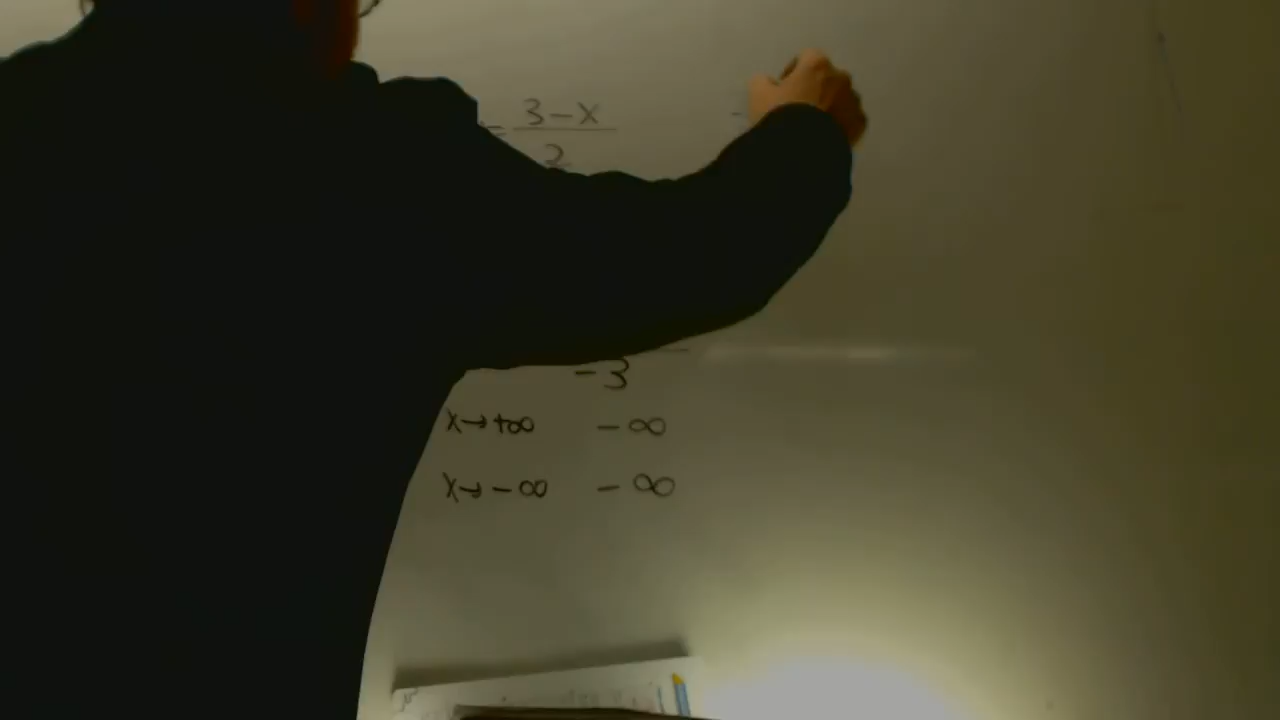 = 3-x
2
-3
x→+∞ -∞
x→-∞ -∞